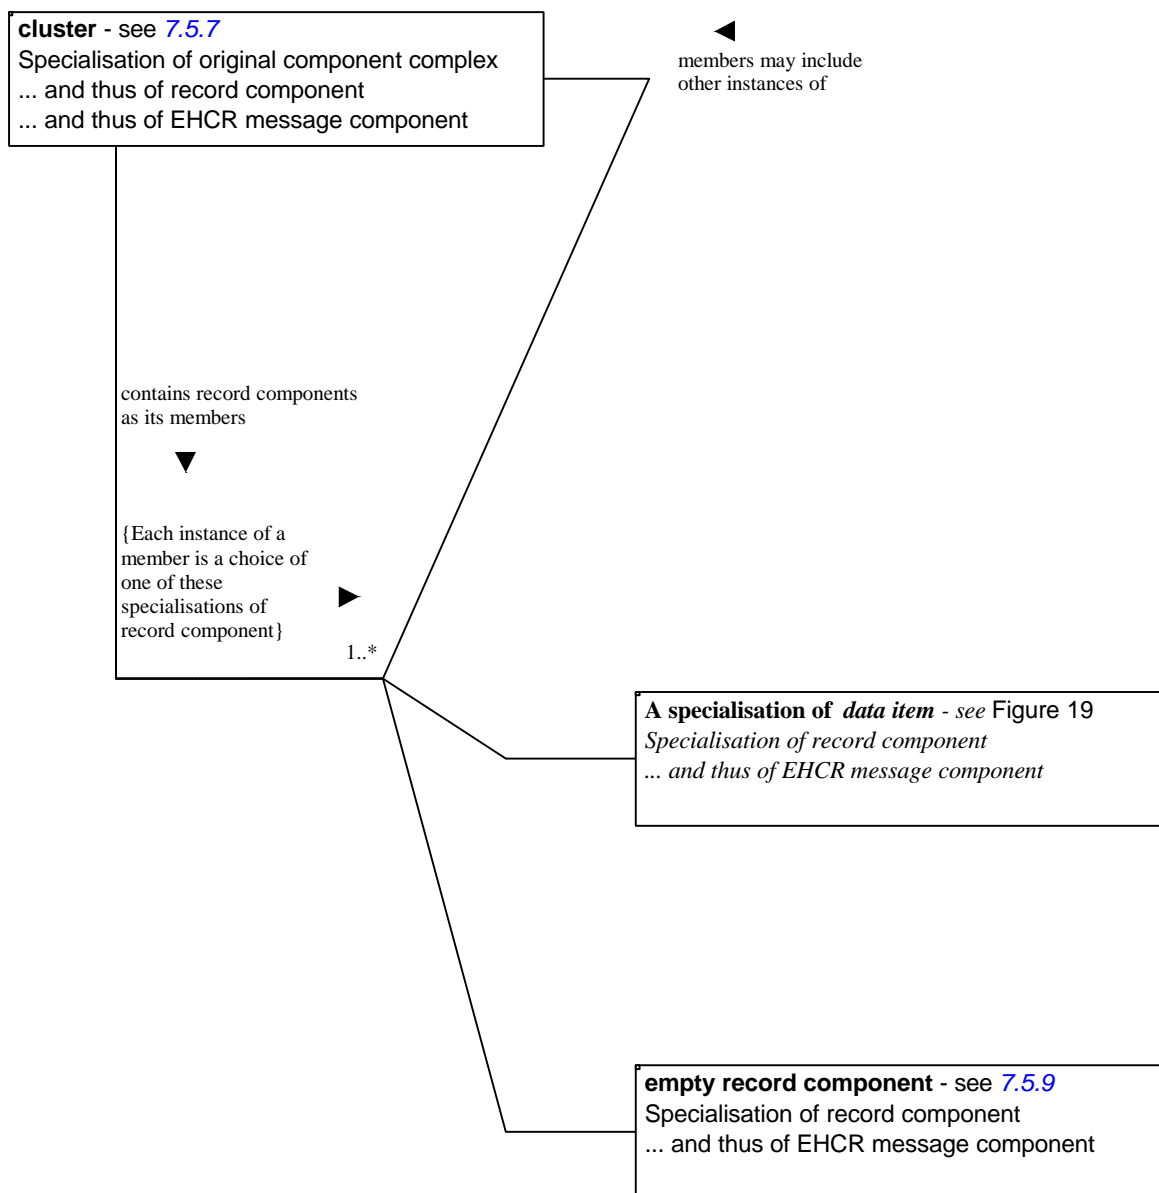 cluster - see 7.5.7
Specialisation of original component complex
... and thus of record component
... and thus of EHCR message component
members may include
other instances of
contains record components
as its members
{Each instance of a
member is a choice of
one of these
specialisations of
record component}
1..*
A specialisation of data item - see Figure 19
Specialisation of record component
... and thus of EHCR message component
empty record component - see 7.5.9
Specialisation of record component
... and thus of EHCR message component